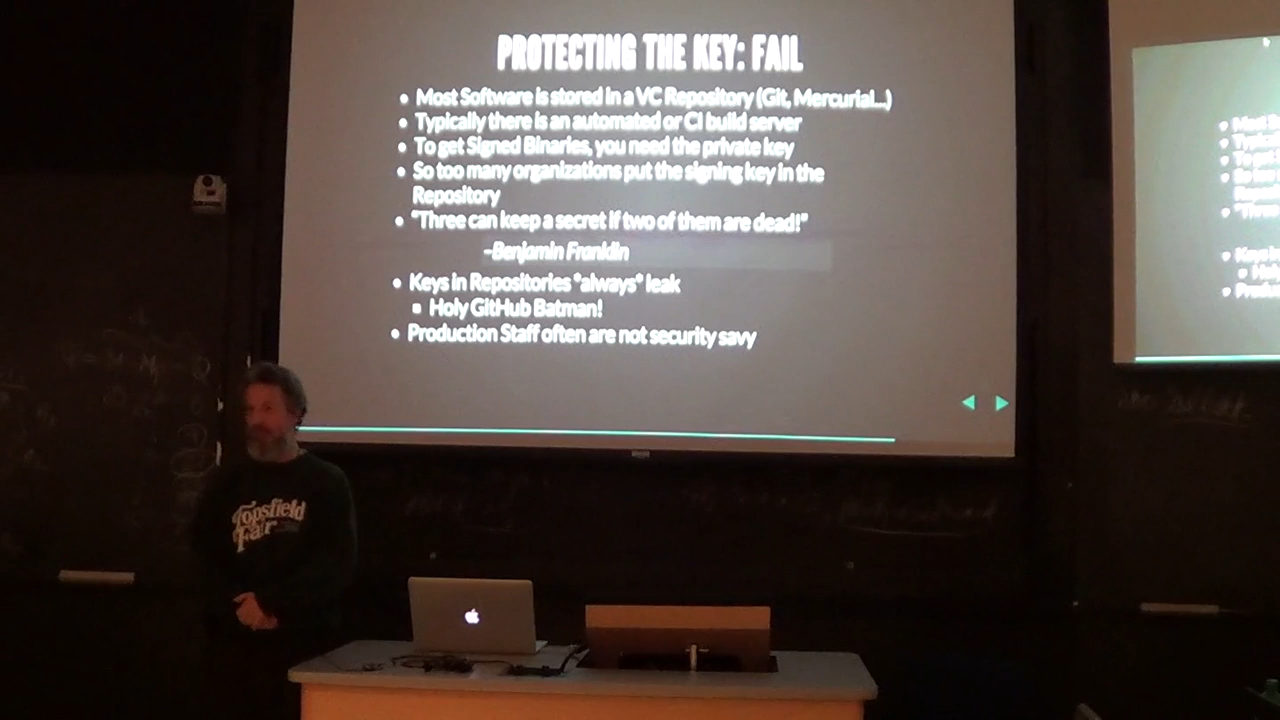 PROTECTING THE KEY: FAIL
• Most Software is stored in a VC Repository (Git, Mercurial...)
• Typically there is an automated or CI build server
• To get Signed Binaries, you need the private key
• So too many organizations put the signing key in the
Repository
• "Three can keep a secret if two of them are dead!"
–Benjamin Franklin
• Keys in Repositories *always* leak
▪ Holy GitHub Batman!
• Production Staff often are not security savy
Topsfield
Fair